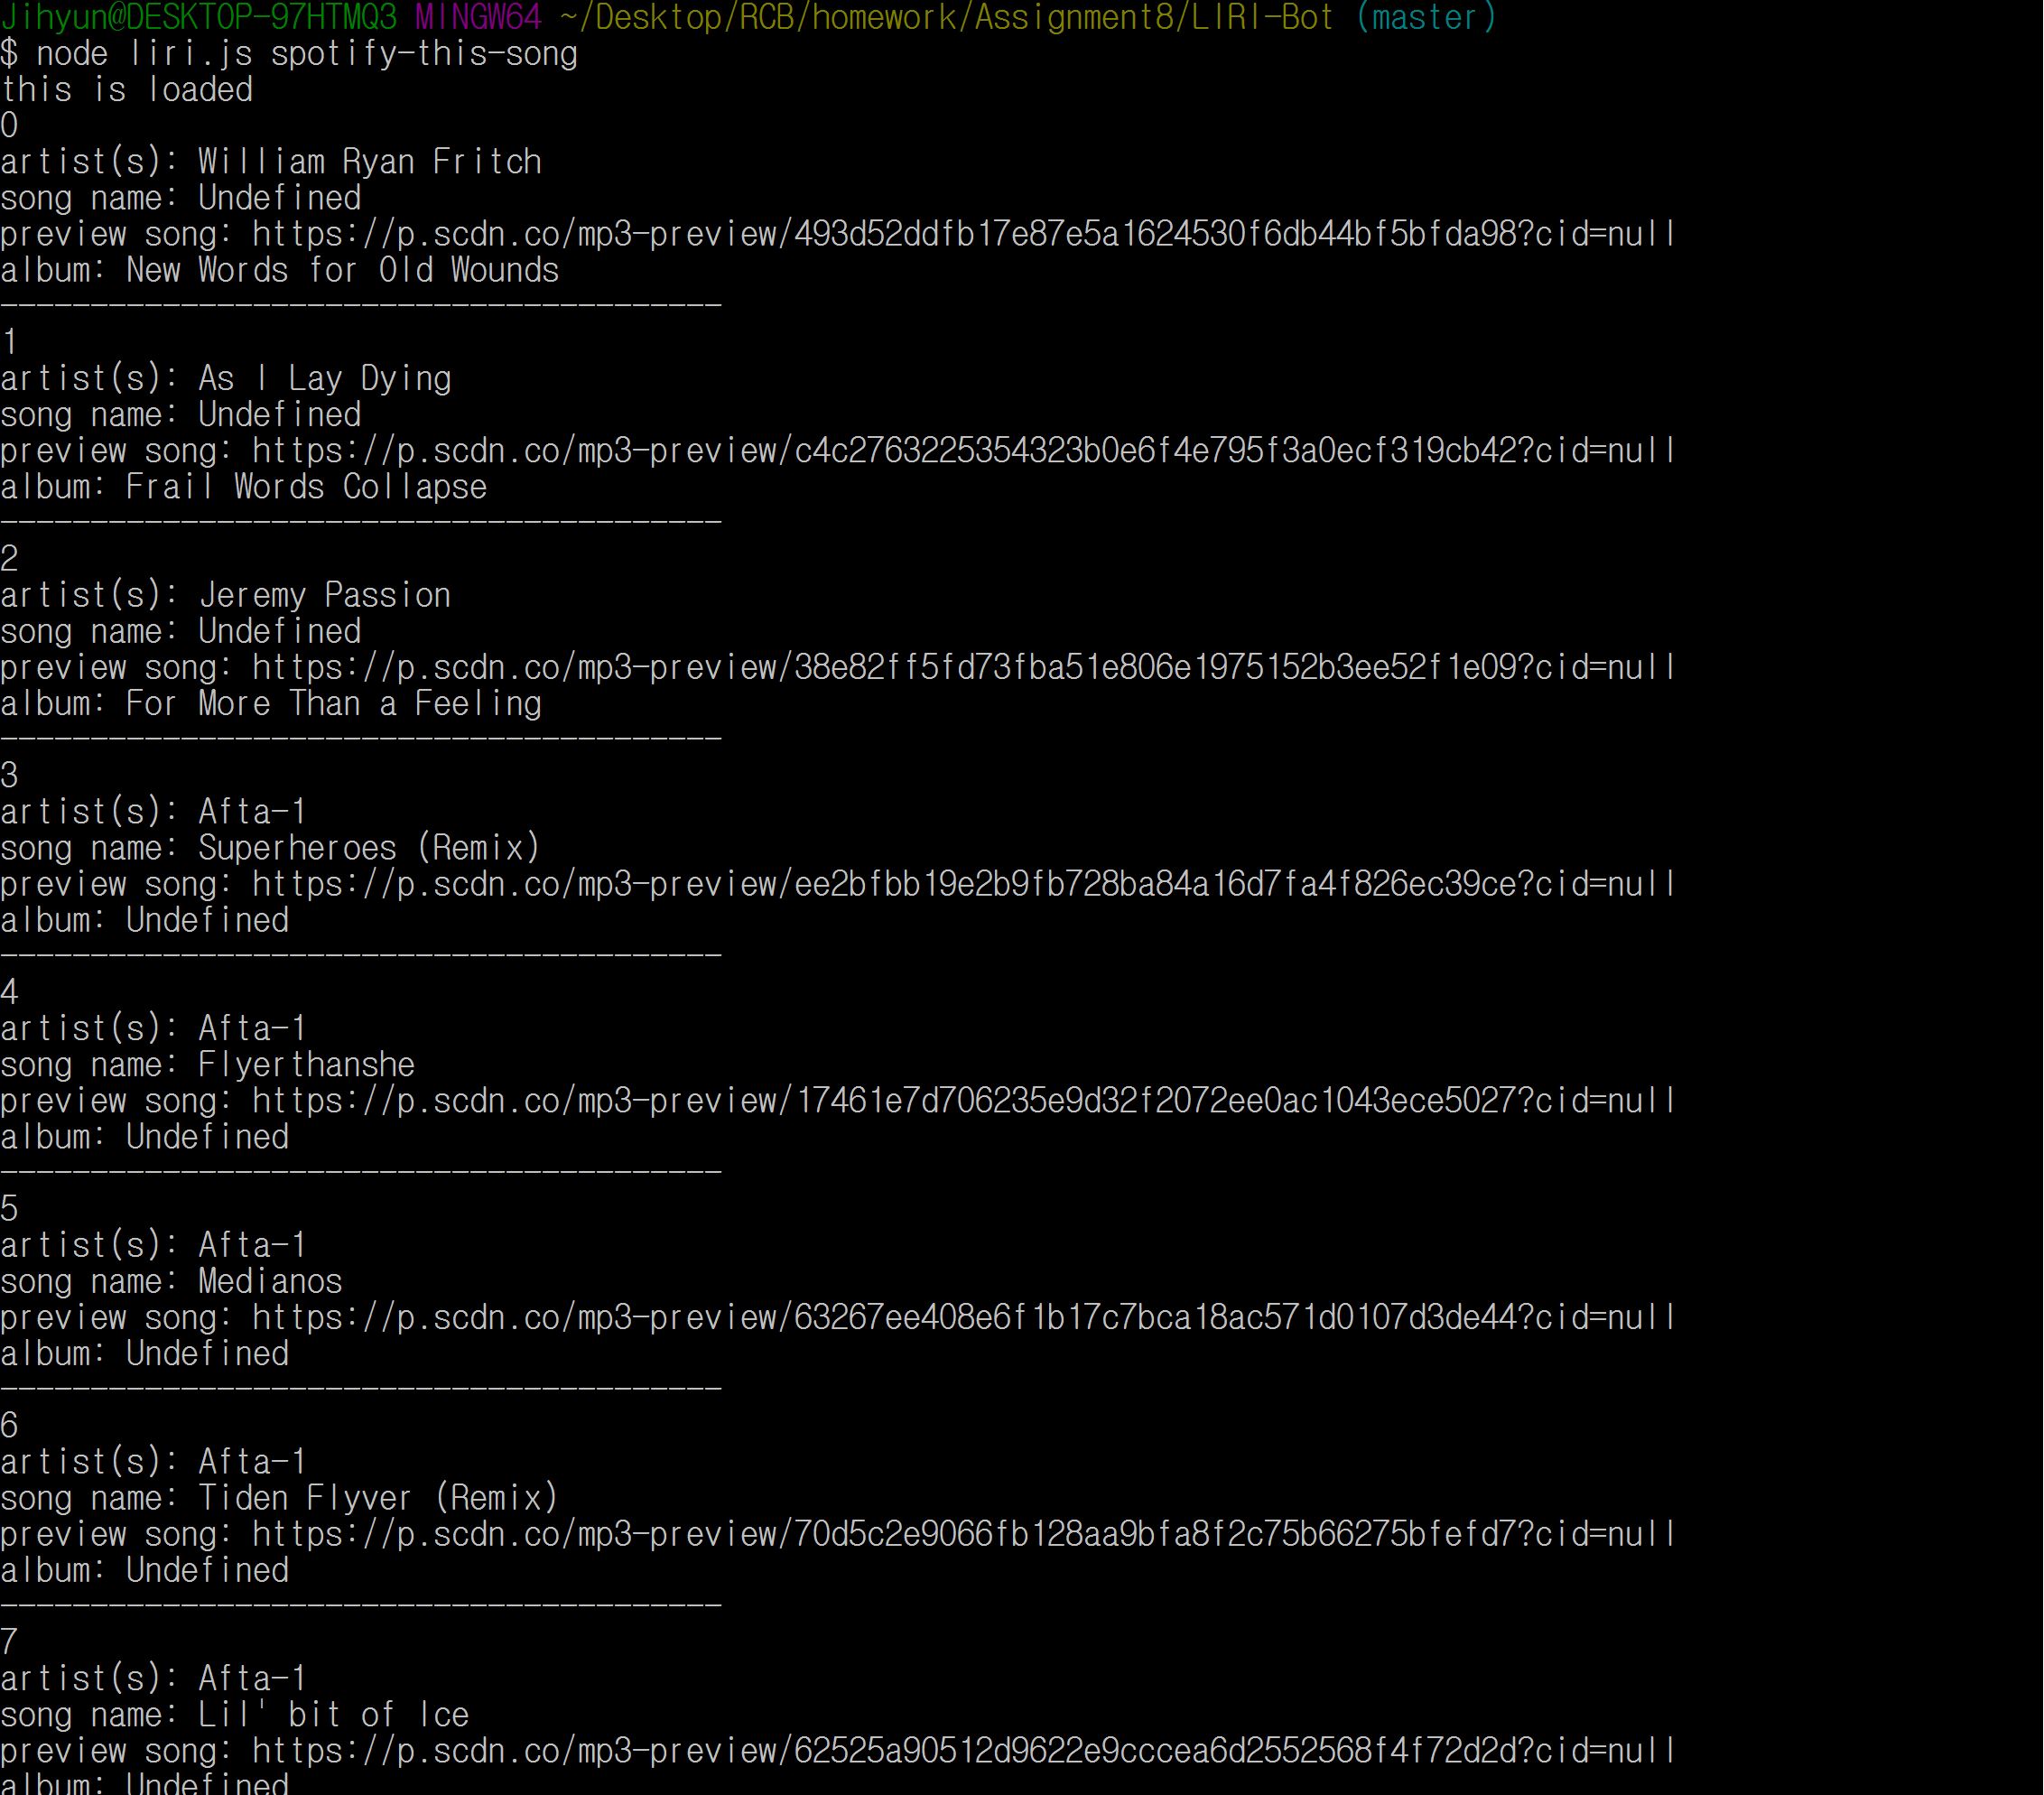 Jihyun@DESKTOP-97HTMQ3 MINGW64 ~/Desktop/RCB/homework/Assignment8/LIRI-Bot (master)
$ node liri.js spotify-this-song
this is loaded
0
artist(s): William Ryan Fritch
song name: Undefined
preview song: https://p.scdn.co/mp3-preview/493d52ddfb17e87e5a1624530f6db44bf5bfda98?cid=null
album: New Words for Old Wounds
----------------------------------------
1
artist(s): As I Lay Dying
song name: Undefined
preview song: https://p.scdn.co/mp3-preview/c4c2763225354323b0e6f4e795f3a0ecf319cb42?cid=null
album: Frail Words Collapse
----------------------------------------
2
artist(s): Jeremy Passion
song name: Undefined
preview song: https://p.scdn.co/mp3-preview/38e82ff5fd73fba51e806e1975152b3ee52f1e09?cid=null
album: For More Than a Feeling
----------------------------------------
3
artist(s): Afta-1
song name: Superheroes (Remix)
preview song: https://p.scdn.co/mp3-preview/ee2bfbb19e2b9fb728ba84a16d7fa4f826ec39ce?cid=null
album: Undefined
----------------------------------------
4
artist(s): Afta-1
song name: Flyerthanshe
preview song: https://p.scdn.co/mp3-preview/17461e7d706235e9d32f2072ee0ac1043ece5027?cid=null
album: Undefined
----------------------------------------
5
artist(s): Afta-1
song name: Medianos
preview song: https://p.scdn.co/mp3-preview/63267ee408e6f1b17c7bca18ac571d0107d3de44?cid=null
album: Undefined
----------------------------------------
6
artist(s): Afta-1
song name: Tiden Flyver (Remix)
preview song: https://p.scdn.co/mp3-preview/70d5c2e9066fb128aa9bfa8f2c75b66275bfefd7?cid=null
album: Undefined
----------------------------------------
7
artist(s): Afta-1
song name: Lil' bit of Ice
preview song: https://p.scdn.co/mp3-preview/62525a90512d9622e9cccea6d2552568f4f72d2d?cid=null
album: Undefined